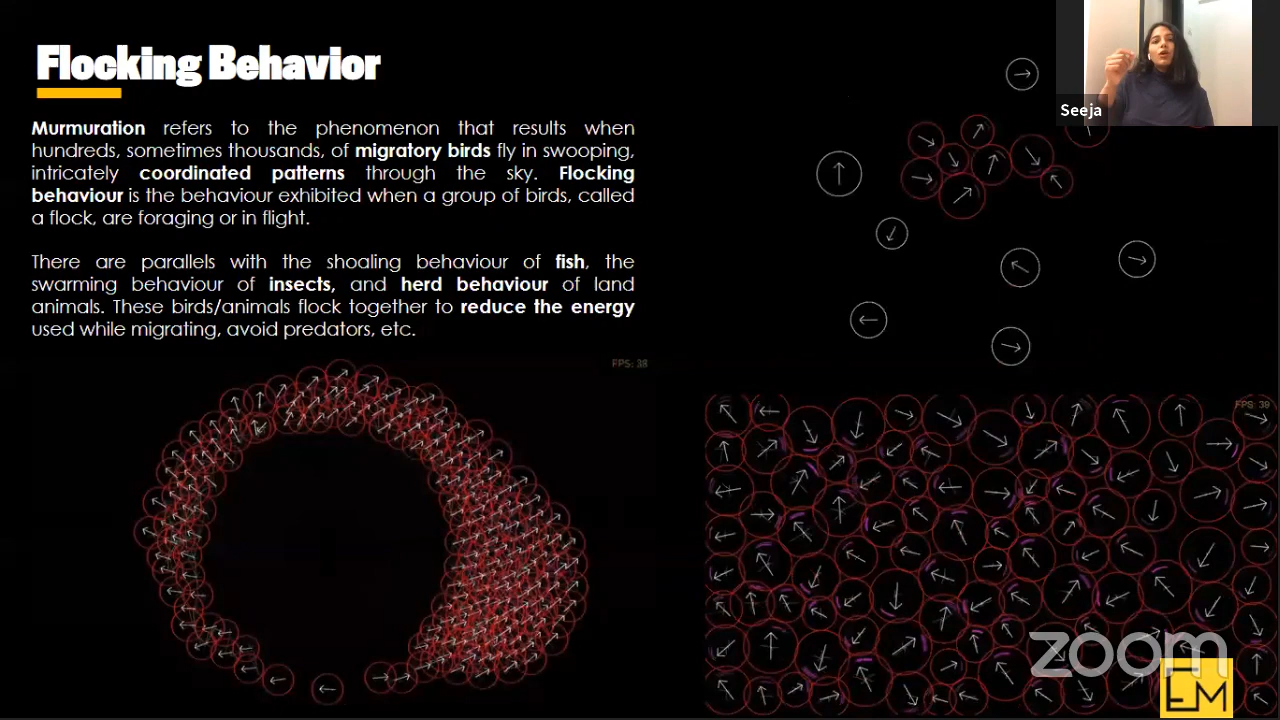 Flocking Behavior
Murmuration refers to the phenomenon that results when
hundreds, sometimes thousands, of migratory birds fly in swooping,
intricately coordinated patterns through the sky. Flocking
behaviour is the behaviour exhibited when a group of birds, called
a flock, are foraging or in flight.
There are parallels with the shoaling behaviour of fish, the
swarming behaviour of insects, and herd behaviour of land
animals. These birds/animals flock together to reduce the energy
used while migrating, avoid predators, etc.
Seeja
FPS: 38
FPS: 39
zoom
EM